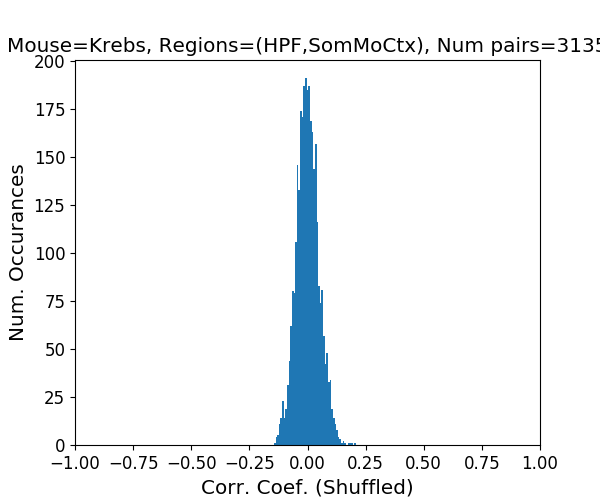 Mouse=Krebs, Regions=(HPF,SomMoCtx), Num pairs=3135
200
175
150
125
100
75
50
25
0
Num. Occurances
−1.00 −0.75 −0.50 −0.25 0.00 0.25 0.50 0.75 1.00
Corr. Coef. (Shuffled)